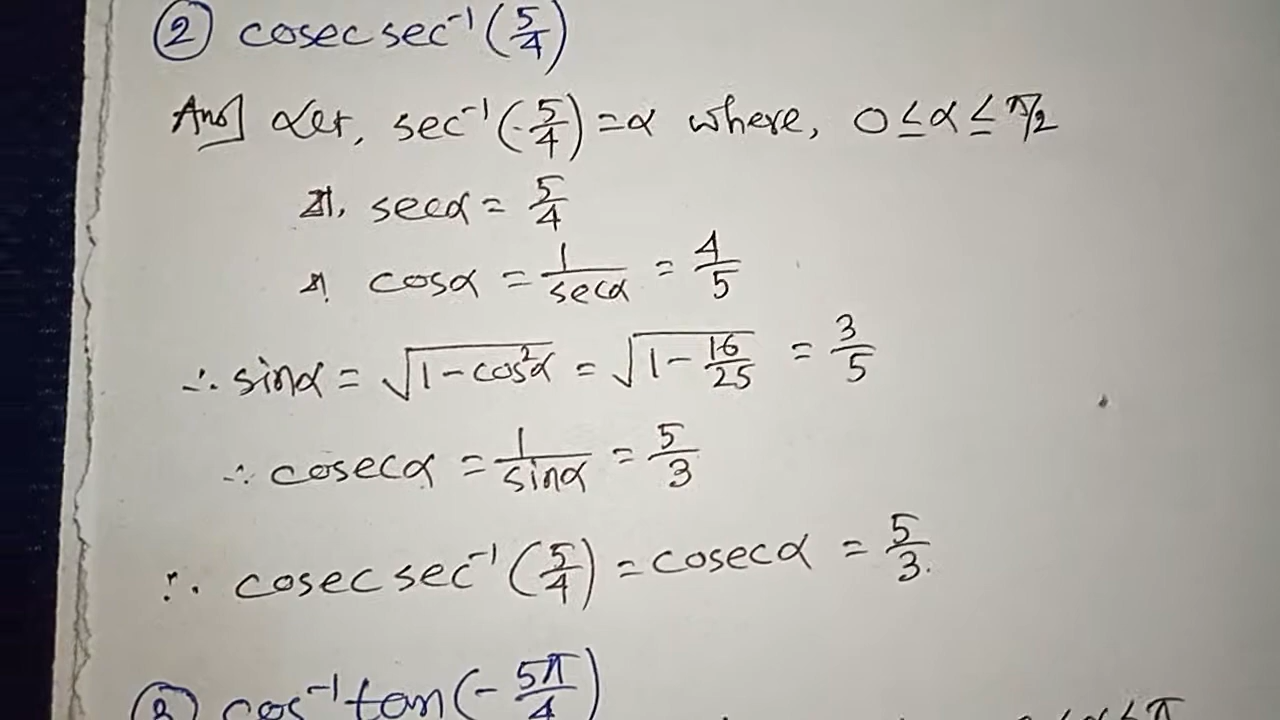 ② cosec sec⁻¹(5/4)
Ans] Let, sec⁻¹(5/4) = α where, 0 ≤ α ≤ π/2
secα = 5/4
cosα = 1/secα = 4/5
∴ sinα = √(1-cos²α) = √(1-16/25) = 3/5
∴ cosecα = 1/sinα = 5/3
∴ cosec sec⁻¹(5/4) = cosecα = 5/3.
③ cos⁻¹tan(-5π/4)